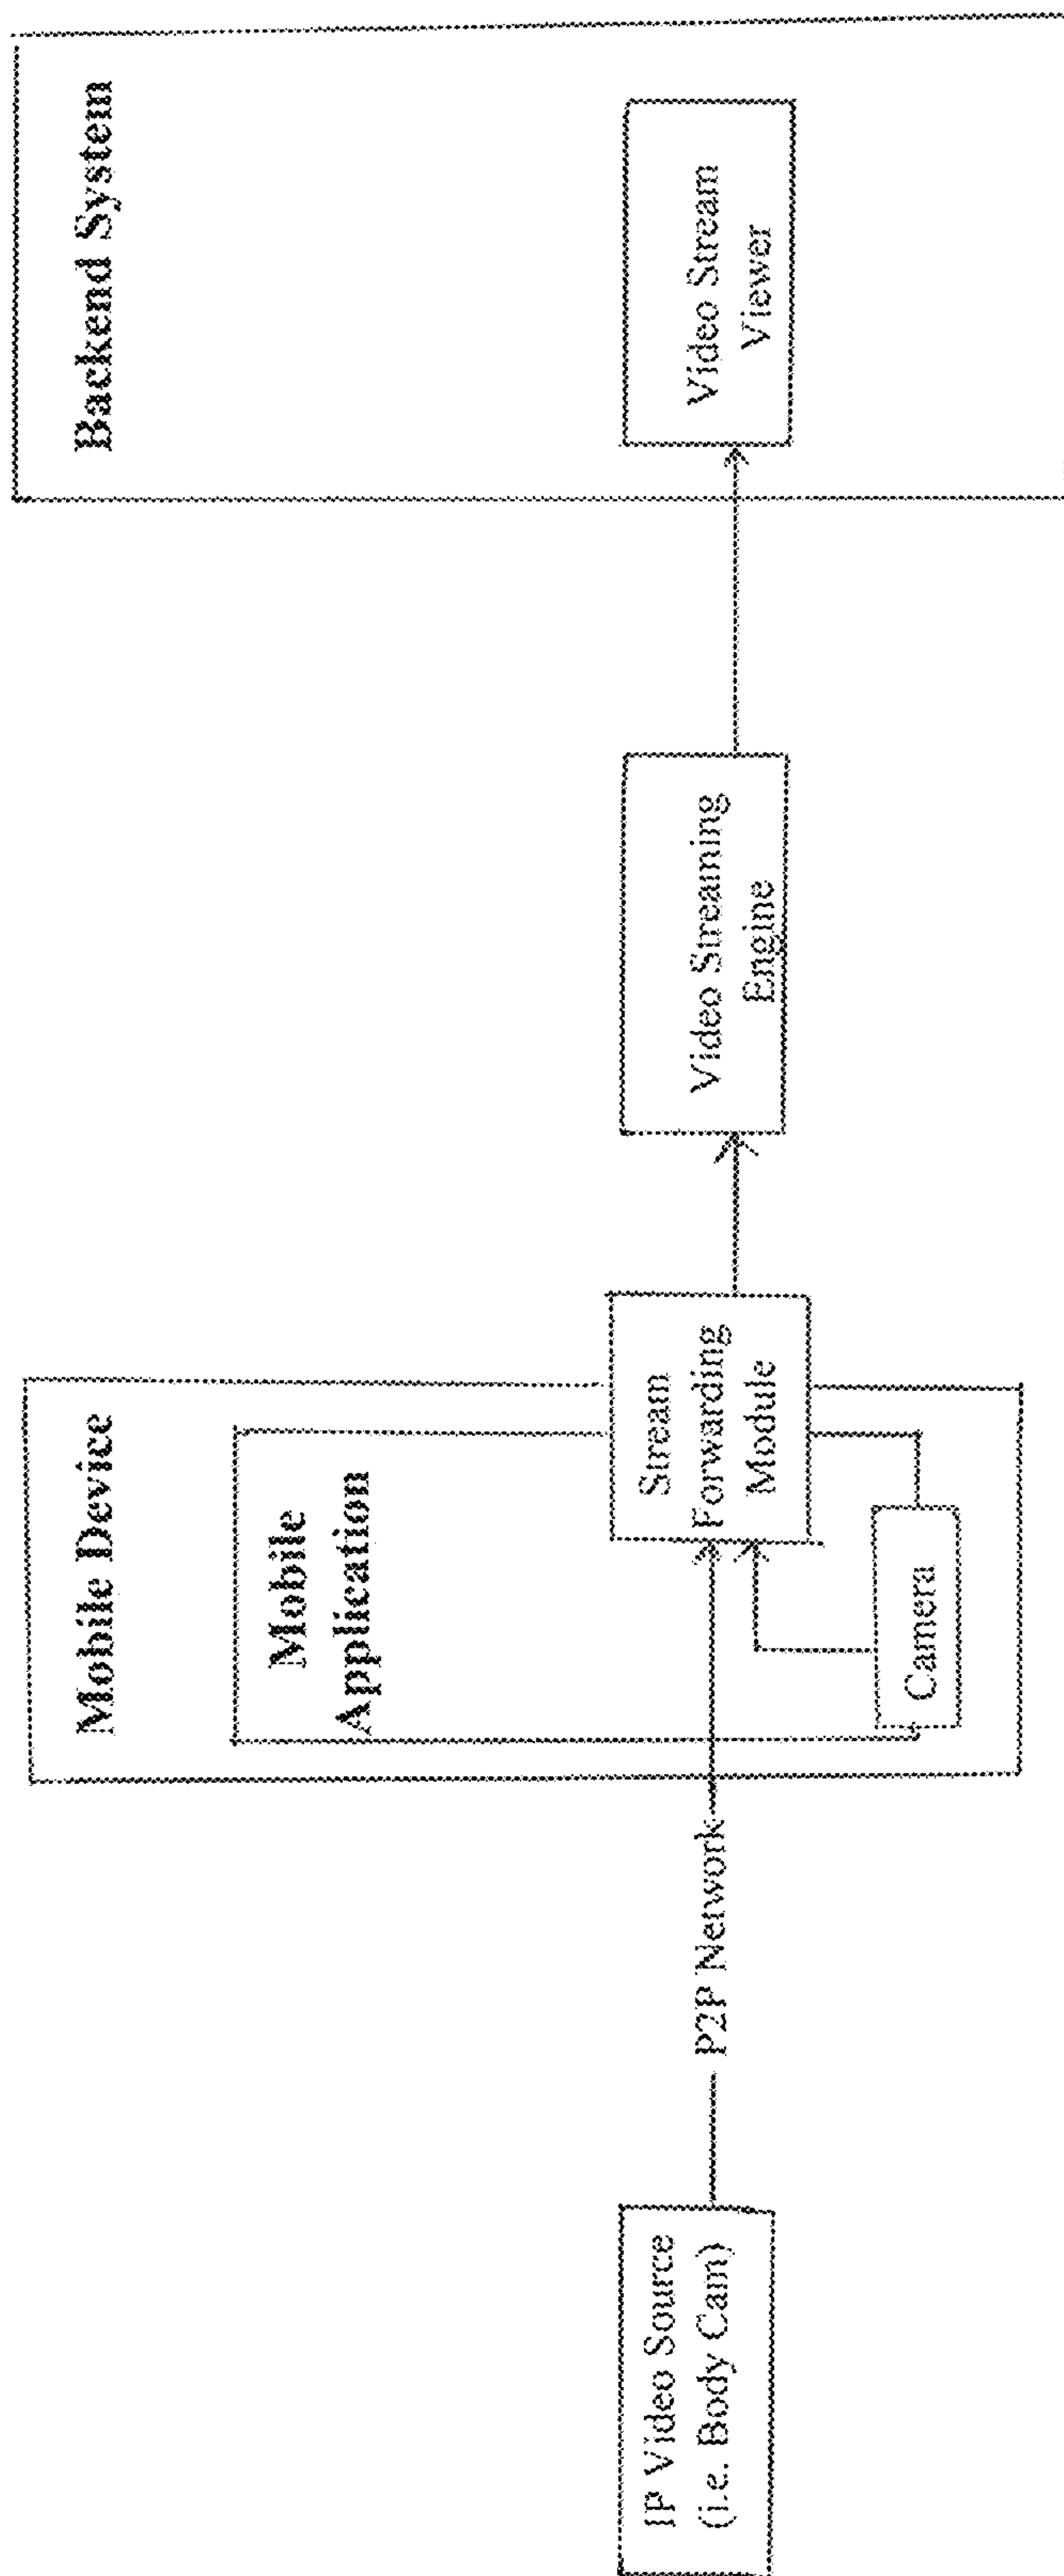 Mobile Device
Backend System
Mobile
Application
IP Video Source
(i.e. Body Cam)
P2P Network
Stream
Forwarding
Module
Video Streaming
Engine
Video Stream
Viewer
Camera